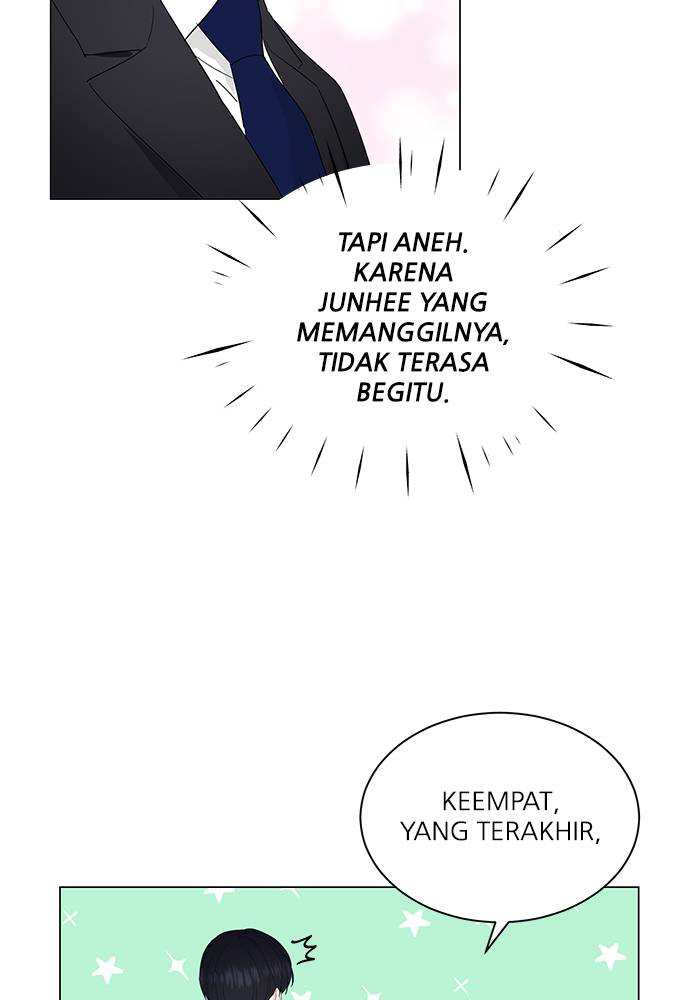 TAPI ANEH.
KARENA
JUNHEE YANG
MEMANGGILNYA,
TIDAK TERASA
BEGITU.
KEEMPAT,
YANG TERAKHIR,